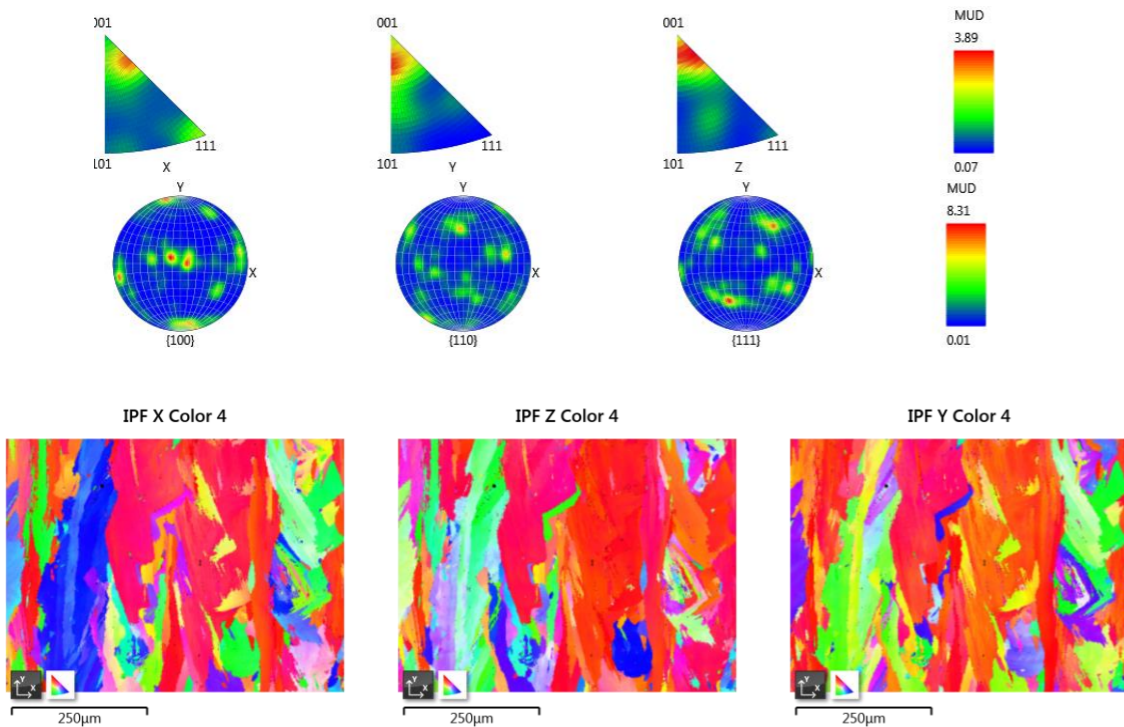 001
001
001
MUD
3.89
101
111
X
101
111
Y
101
111
Z
0.07
Y
Y
Y
MUD
8.31
X
X
X
{100}
{110}
{111}
0.01
IPF X Color 4
IPF Z Color 4
IPF Y Color 4
Y
X
Y
X
Y
X
250µm
250µm
250µm